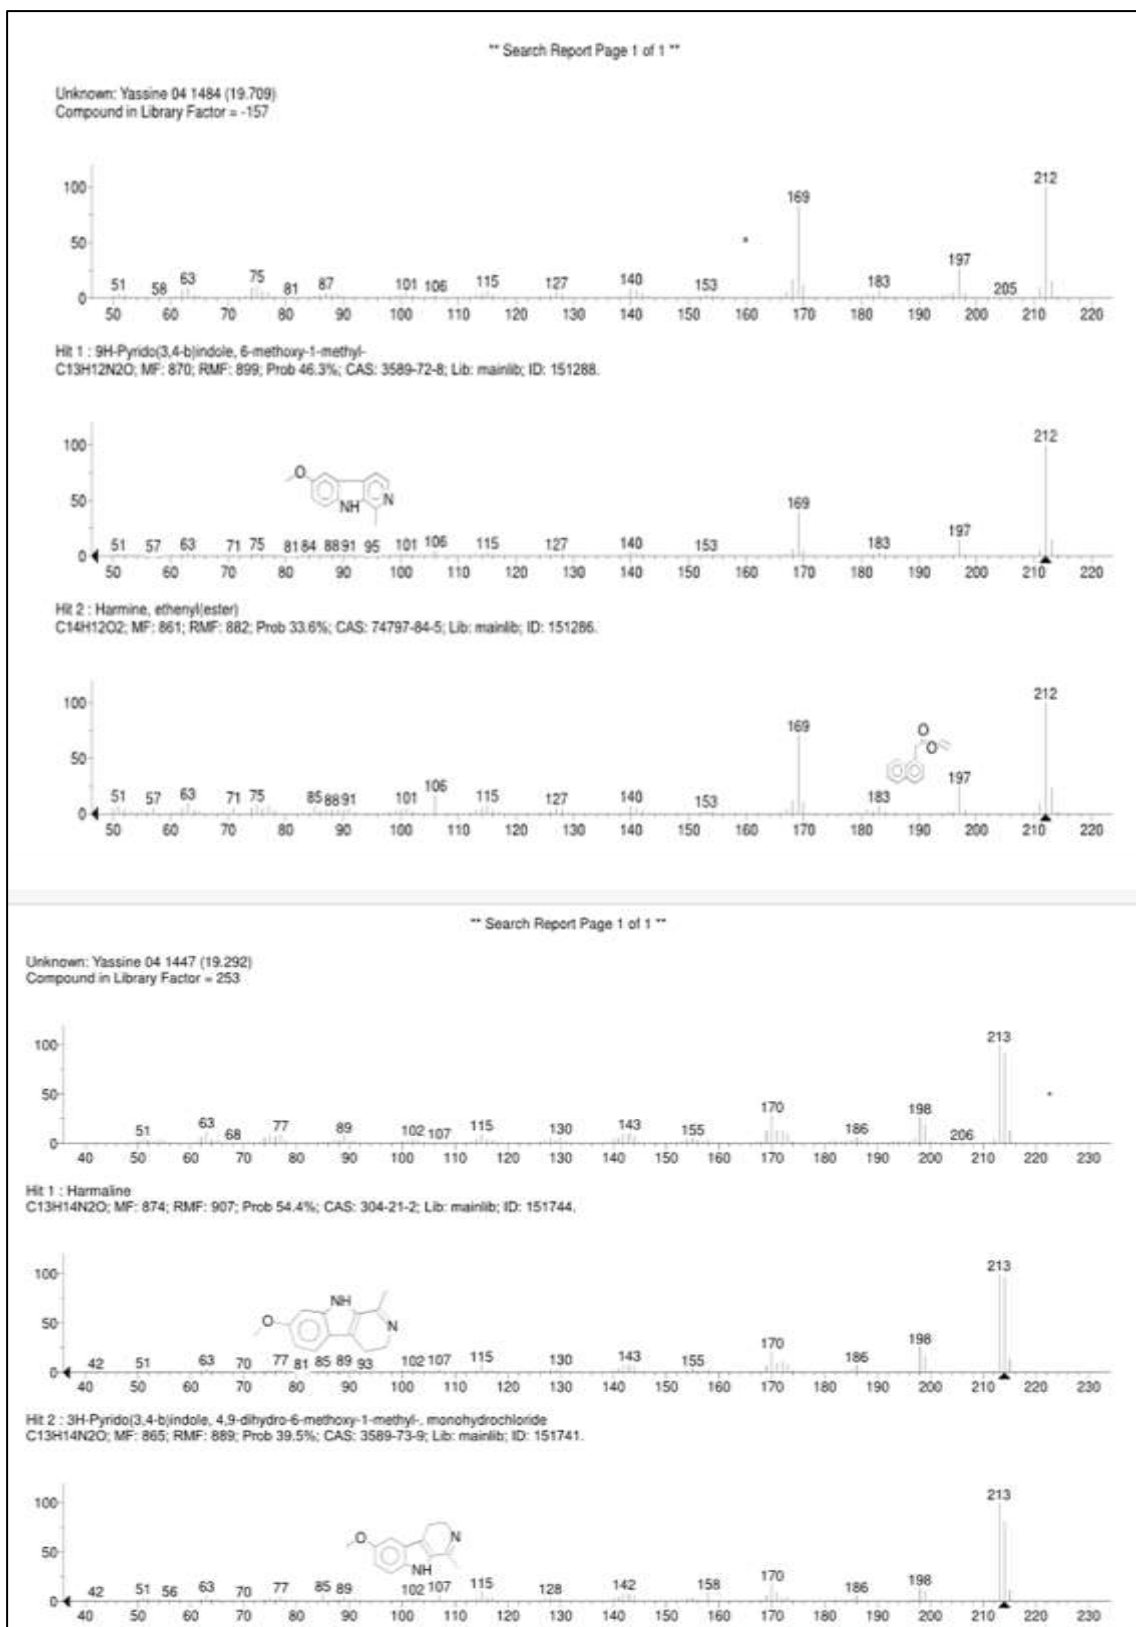 ** Search Report Page 1 of 1 **
Unknown: Yassine 04 1484 (19.709)
Compound in Library Factor = -157
100
212
169
50
51 58 63 75 81 87 101 106 115 127 140 153 183 197 205
0
50 60 70 80 90 100 110 120 130 140 150 160 170 180 190 200 210 220
Hit 1 : 9H-Pyrido(3,4-b)indole, 6-methoxy-1-methyl-
C13H12N2O; MF: 870; RMF: 899; Prob 46.3%; CAS: 3589-72-8; Lib: mainlib; ID: 151288.
100
212
O
NH
N
50
169
51 57 63 71 75 81 84 88 91 95 101 106 115 127 140 153 183 197
0
50 60 70 80 90 100 110 120 130 140 150 160 170 180 190 200 210 220
Hit 2 : Harmine, ethenyl(ester)
C14H12O2; MF: 861; RMF: 882; Prob 33.6%; CAS: 74797-84-5; Lib: mainlib; ID: 151286.
100
212
169
O
O
50
51 57 63 71 75 85 88 91 101 106 115 127 140 153 183 197
0
50 60 70 80 90 100 110 120 130 140 150 160 170 180 190 200 210 220
** Search Report Page 1 of 1 **
Unknown: Yassine 04 1447 (19.292)
Compound in Library Factor = 253
100
213
50
51 63 68 77 89 102 107 115 130 143 155 170 186 198 206
0
40 50 60 70 80 90 100 110 120 130 140 150 160 170 180 190 200 210 220 230
Hit 1 : Harmaline
C13H14N2O; MF: 874; RMF: 907; Prob 54.4%; CAS: 304-21-2; Lib: mainlib; ID: 151744.
100
213
NH
O
N
50
42 51 63 70 77 81 85 89 93 102 107 115 130 143 155 170 186 198
0
40 50 60 70 80 90 100 110 120 130 140 150 160 170 180 190 200 210 220 230
Hit 2 : 3H-Pyrido(3,4-b)indole, 4,9-dihydro-6-methoxy-1-methyl-, monohydrochloride
C13H14N2O; MF: 865; RMF: 889; Prob 39.5%; CAS: 3589-73-9; Lib: mainlib; ID: 151741.
100
213
O
N
NH
50
42 51 56 63 70 77 85 89 102 107 115 128 142 158 170 186 198
0
40 50 60 70 80 90 100 110 120 130 140 150 160 170 180 190 200 210 220 230